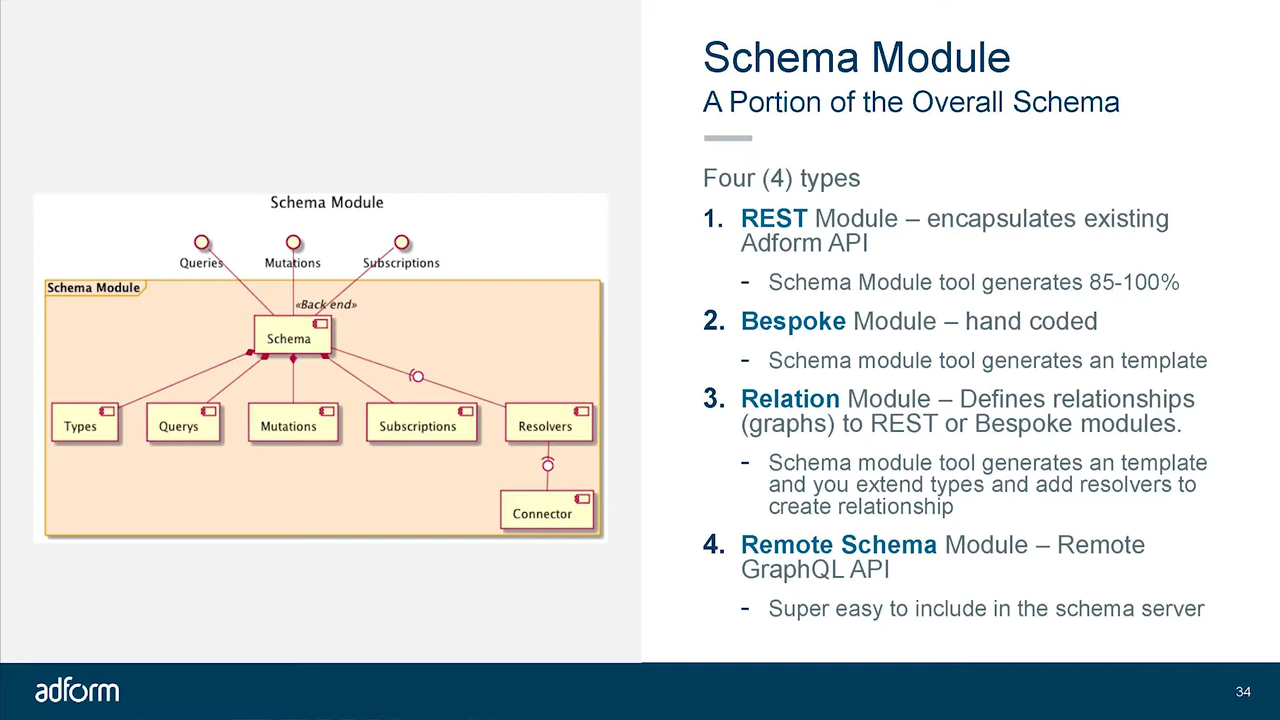 Schema Module
Queries
Mutations
Subscriptions
Schema Module
«Back end»
Schema
Types
Querys
Mutations
Subscriptions
Resolvers
Connector
Schema Module
A Portion of the Overall Schema
Four (4) types
1. REST Module – encapsulates existing
Adform API
- Schema Module tool generates 85-100%
2. Bespoke Module – hand coded
- Schema module tool generates an template
3. Relation Module – Defines relationships
(graphs) to REST or Bespoke modules.
- Schema module tool generates an template
and you extend types and add resolvers to
create relationship
4. Remote Schema Module – Remote
GraphQL API
- Super easy to include in the schema server
adform
34